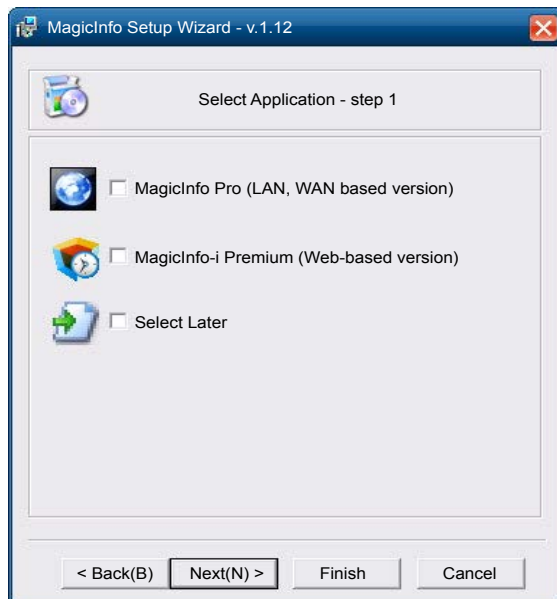 MagicInfo Setup Wizard - v.1.12
Select Application - step 1
MagicInfo Pro (LAN, WAN based version)
MagicInfo-i Premium (Web-based version)
Select Later
< Back(B) Next(N) > Finish Cancel